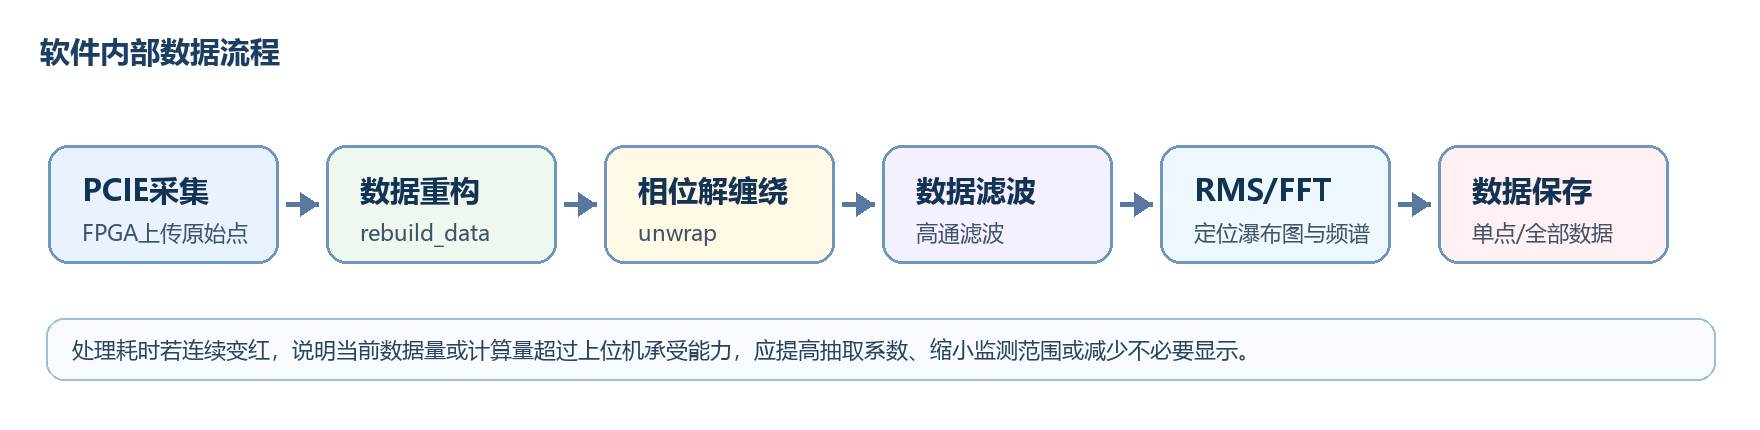 软件内部数据流程
PCIE采集
FPGA上传原始点
数据重构
rebuild_data
相位解缠绕
unwrap
数据滤波
高通滤波
RMS/FFT
定位瀑布图与频谱
数据保存
单点/全部数据
处理耗时若连续变红，说明当前数据量或计算量超过上位机承受能力，应提高抽取系数、缩小监测范围或减少不必要显示。